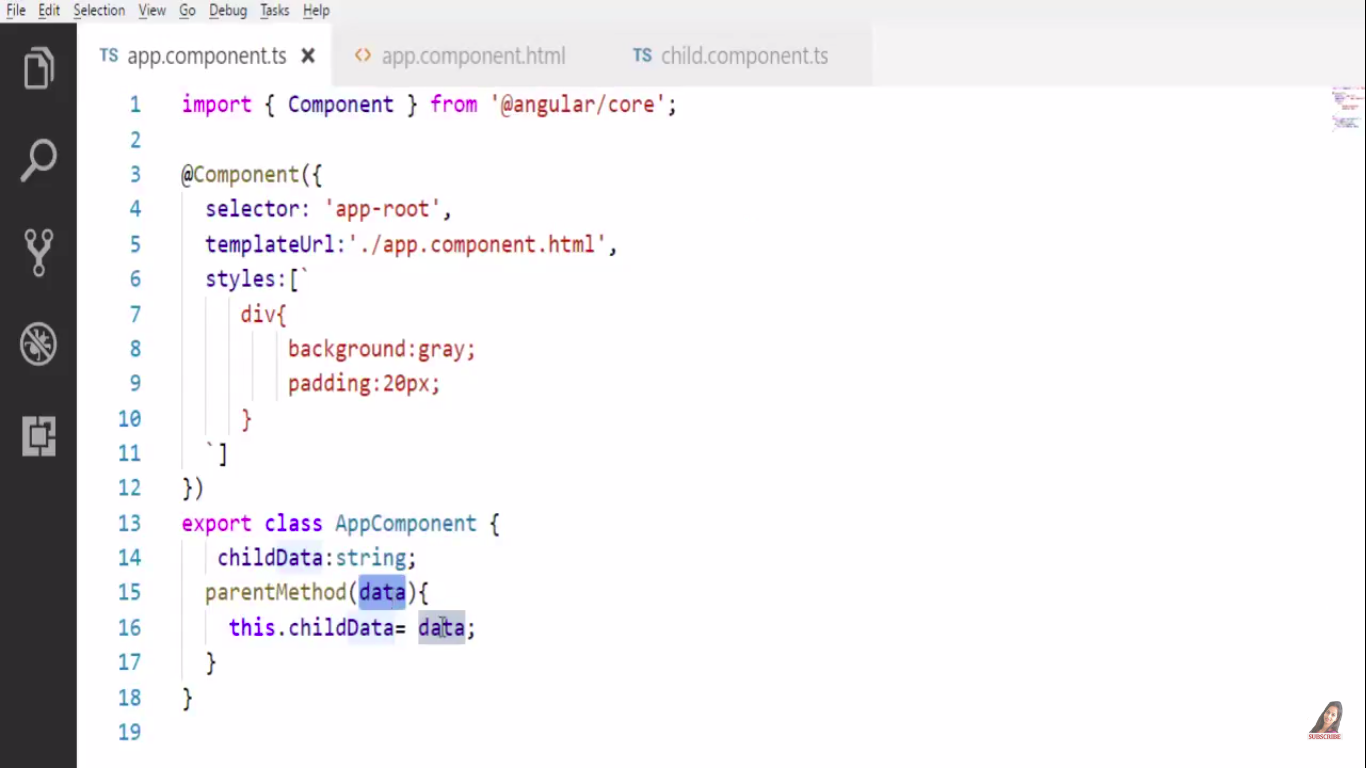 File Edit Selection View Go Debug Tasks Help
TS app.component.ts × <> app.component.html TS child.component.ts
1 import { Component } from '@angular/core';
2
3 @Component({
4 selector: 'app-root',
5 templateUrl:'./app.component.html',
6 styles:[`
7 div{
8 background:gray;
9 padding:20px;
10 }
11 `]
12 })
13 export class AppComponent {
14 childData:string;
15 parentMethod(data){
16 this.childData= data;
17 }
18 }
19
SUBSCRIBE